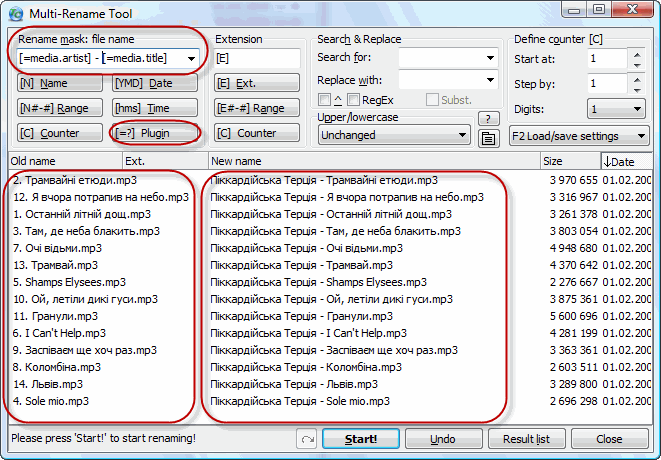 Multi-Rename Tool
Rename mask: file name
Extension
Search & Replace
Define counter [C]
[=media.artist] - [=media.title]
[E]
Search for:
Start at: 1
[N] Name
[YMD] Date
[E] Ext.
Replace with:
Step by: 1
[N#-#] Range
[hms] Time
[E#-#] Range
^
RegEx
Subst.
Digits: 1
Upper/lowercase
?
[C] Counter
[=?] Plugin
[C] Counter
Unchanged
F2 Load/save settings
Old name Ext. New name Size ↓Date
2. Трамвайні етюди.mp3 Піккардійська Терція - Трамвайні етюди.mp3 3 970 655 01.02.200
12. Я вчора потрапив на небо.mp3 Піккардійська Терція - Я вчора потрапив на небо.mp3 3 316 967 01.02.200
1. Останній літній дощ.mp3 Піккардійська Терція - Останній літній дощ.mp3 3 261 378 01.02.200
3. Там, де неба блакить.mp3 Піккардійська Терція - Там, де неба блакить.mp3 3 803 054 01.02.200
7. Очі відьми.mp3 Піккардійська Терція - Очі відьми.mp3 4 948 680 01.02.200
13. Трамвай.mp3 Піккардійська Терція - Трамвай.mp3 4 370 642 01.02.200
5. Shamps Elysees.mp3 Піккардійська Терція - Shamps Elysees.mp3 2 276 667 01.02.200
10. Ой, летіли дикі гуси.mp3 Піккардійська Терція - Ой, летіли дикі гуси.mp3 3 875 361 01.02.200
11. Гранули.mp3 Піккардійська Терція - Гранули.mp3 5 600 696 01.02.200
6. I Can't Help.mp3 Піккардійська Терція - I Can't Help.mp3 4 281 199 01.02.200
9. Заспіваєм ще хоч раз.mp3 Піккардійська Терція - Заспіваєм ще хоч раз.mp3 3 363 361 01.02.200
8. Коломбіна.mp3 Піккардійська Терція - Коломбіна.mp3 2 603 511 01.02.200
14. Львів.mp3 Піккардійська Терція - Львів.mp3 3 289 800 01.02.200
4. Sole mio.mp3 Піккардійська Терція - Sole mio.mp3 2 696 298 01.02.200
Please press 'Start!' to start renaming!
Start!
Undo
Result list
Close